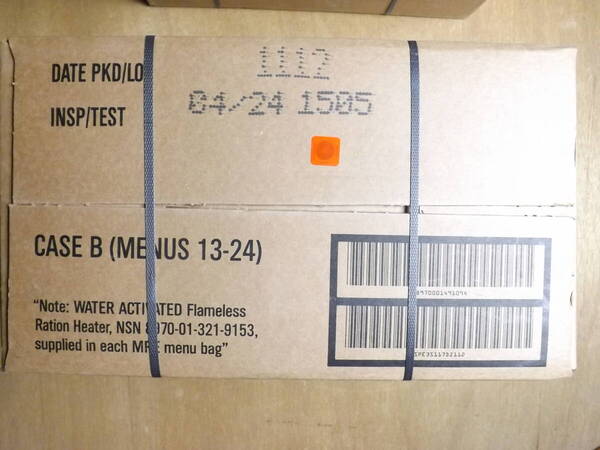 DATE PKD/LO 1112
INSP/TEST 04/24 1505
CASE B (MENUS 13-24)
"Note: WATER ACTIVATED Flameless
Ration Heater, NSN 8970-01-321-9153,
supplied in each MRE menu bag"
8970001491094